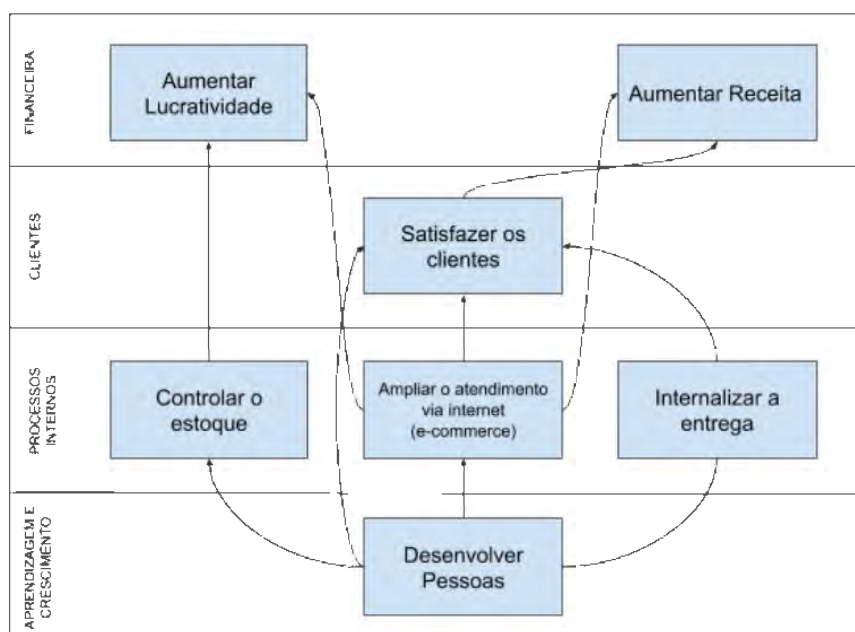 FINANCEIRA
Aumentar
Lucratividade
Aumentar Receita
CLIENTES
Satisfazer os
clientes
PROCESSOS
INTERNOS
Controlar o
estoque
Ampliar o atendimento
via internet
(e-commerce)
Internalizar a
entrega
APRENDIZAGEM E
CRESCIMENTO
Desenvolver
Pessoas